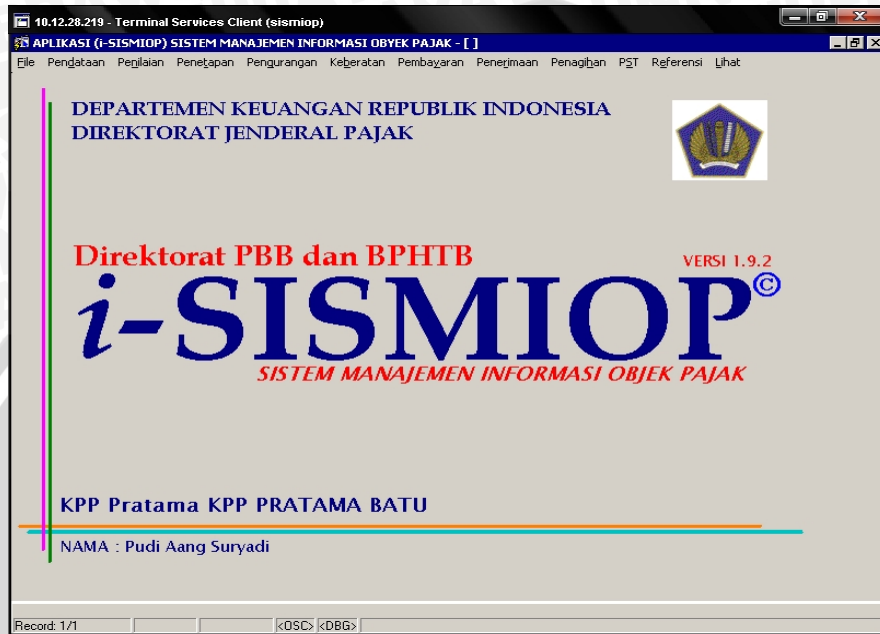 10.12.28.219 - Terminal Services Client (sismiop)
APLIKASI (i-SISMIOP) SISTEM MANAJEMEN INFORMASI OBYEK PAJAK - [ ]
File Pendataan Penilaian Penetapan Pengurangan Keberatan Pembayaran Penerimaan Penagihan PST Referensi Lihat
DEPARTEMEN KEUANGAN REPUBLIK INDONESIA
DIREKTORAT JENDERAL PAJAK
Direktorat PBB dan BPHTB
VERSI 1.9.2
i-SISMIOP ©
SISTEM MANAJEMEN INFORMASI OBJEK PAJAK
KPP Pratama KPP PRATAMA BATU
NAMA : Pudi Aang Suryadi
Record: 1/1 <OSC> <DBG>